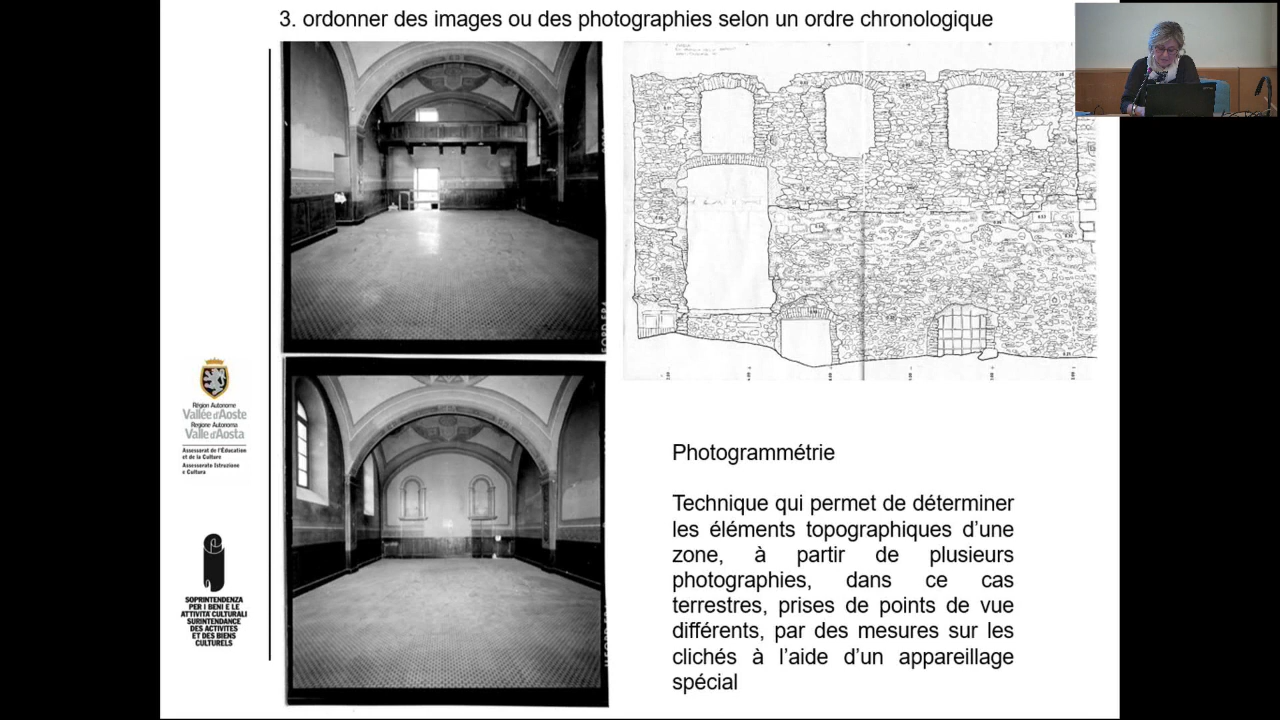 3. ordonner des images ou des photographies selon un ordre chronologique
Région Autonome
Vallée d'Aoste
Regione Autonoma
Valle d'Aosta
Assessorat de l'Éducation
et de la Culture
Assessorato Istruzione
e Cultura
SOPRINTENDENZA
PER I BENI E LE
ATTIVITÀ CULTURALI
SURINTENDANCE
DES ACTIVITÉS
ET DES BIENS
CULTURELS
Photogrammétrie
Technique qui permet de déterminer
les éléments topographiques d’une
zone, à partir de plusieurs
photographies, dans ce cas
terrestres, prises de points de vue
différents, par des mesures sur les
clichés à l’aide d’un appareillage
spécial